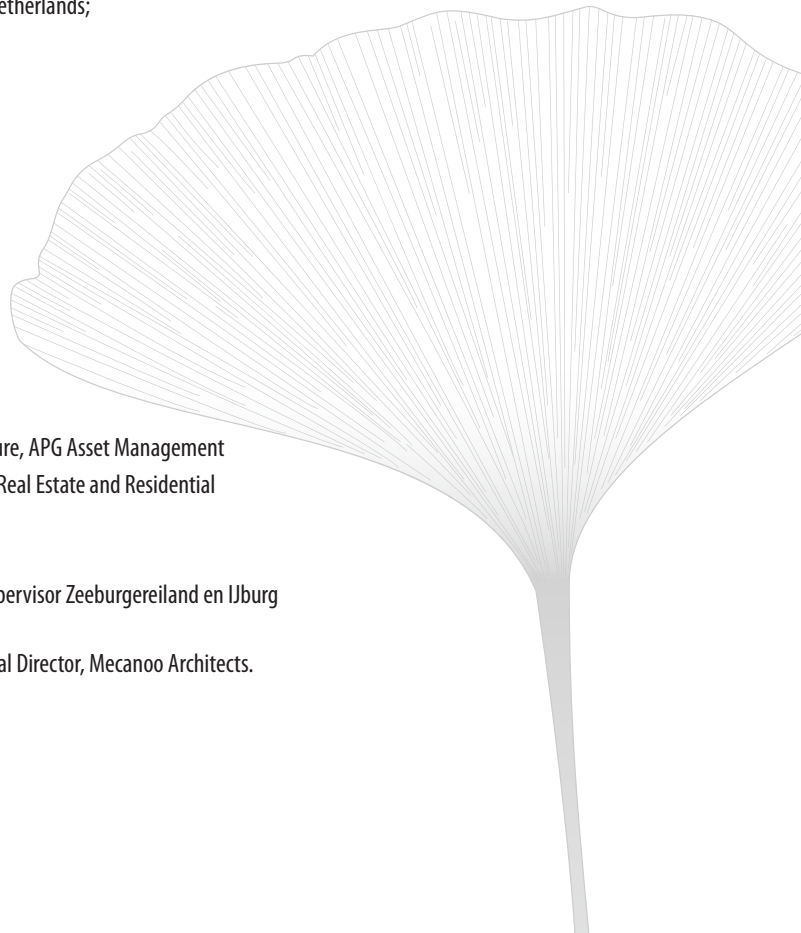 etherlands;
ure, APG Asset Management
Real Estate and Residential
pervisor Zeeburgereiland en IJburg
al Director, Mecanoo Architects.